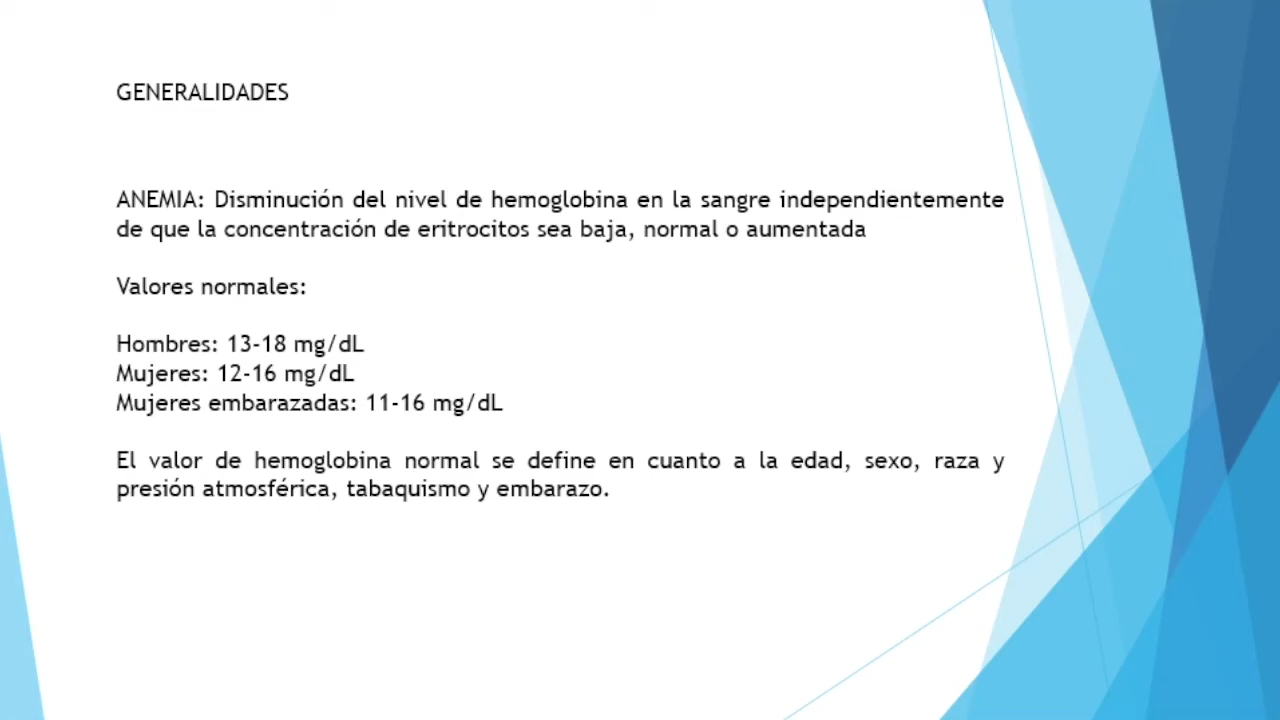 GENERALIDADES
ANEMIA: Disminución del nivel de hemoglobina en la sangre independientemente
de que la concentración de eritrocitos sea baja, normal o aumentada
Valores normales:
Hombres: 13-18 mg/dL
Mujeres: 12-16 mg/dL
Mujeres embarazadas: 11-16 mg/dL
El valor de hemoglobina normal se define en cuanto a la edad, sexo, raza y
presión atmosférica, tabaquismo y embarazo.